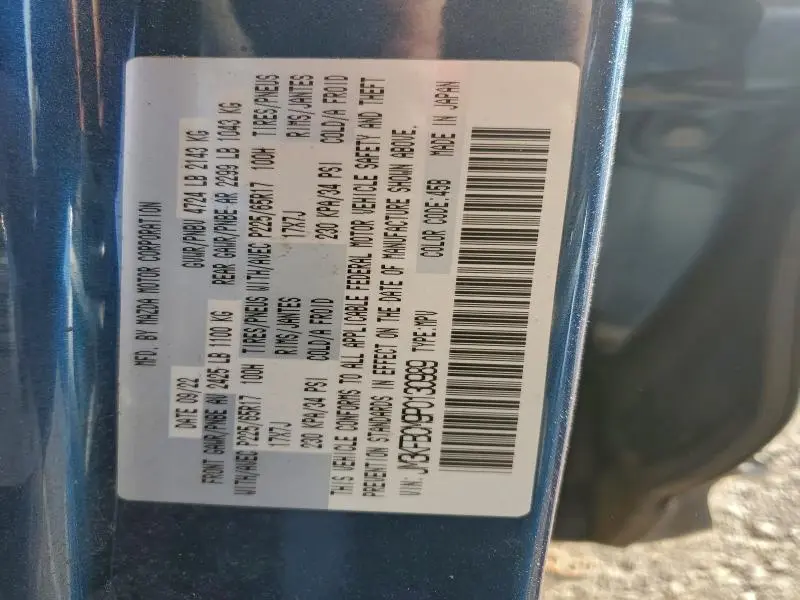 MFD. BY MAZDA MOTOR CORPORATION
DATE 09/22 GVWR/PNBV 4724 LB 2143 KG
FRONT GAWR/PNBE AV 2425 LB 1100 KG REAR GAWR/PNBE AR 2299 LB 1043 KG
WITH/AVEC P225/65R17 100H TIRES/PNEUS WITH/AVEC P225/65R17 100H TIRES/PNEUS
17X7J RIMS/JANTES 17X7J RIMS/JANTES
230 KPA/34 PSI COLD/A FROID 230 KPA/34 PSI COLD/A FROID
THIS VEHICLE CONFORMS TO ALL APPLICABLE FEDERAL MOTOR VEHICLE SAFETY AND THEFT
PREVENTION STANDARDS IN EFFECT ON THE DATE OF MANUFACTURE SHOWN ABOVE.
VIN: JM3KFBCM9P0130989 TYPE:MPV COLOR CODE:45B MADE IN JAPAN